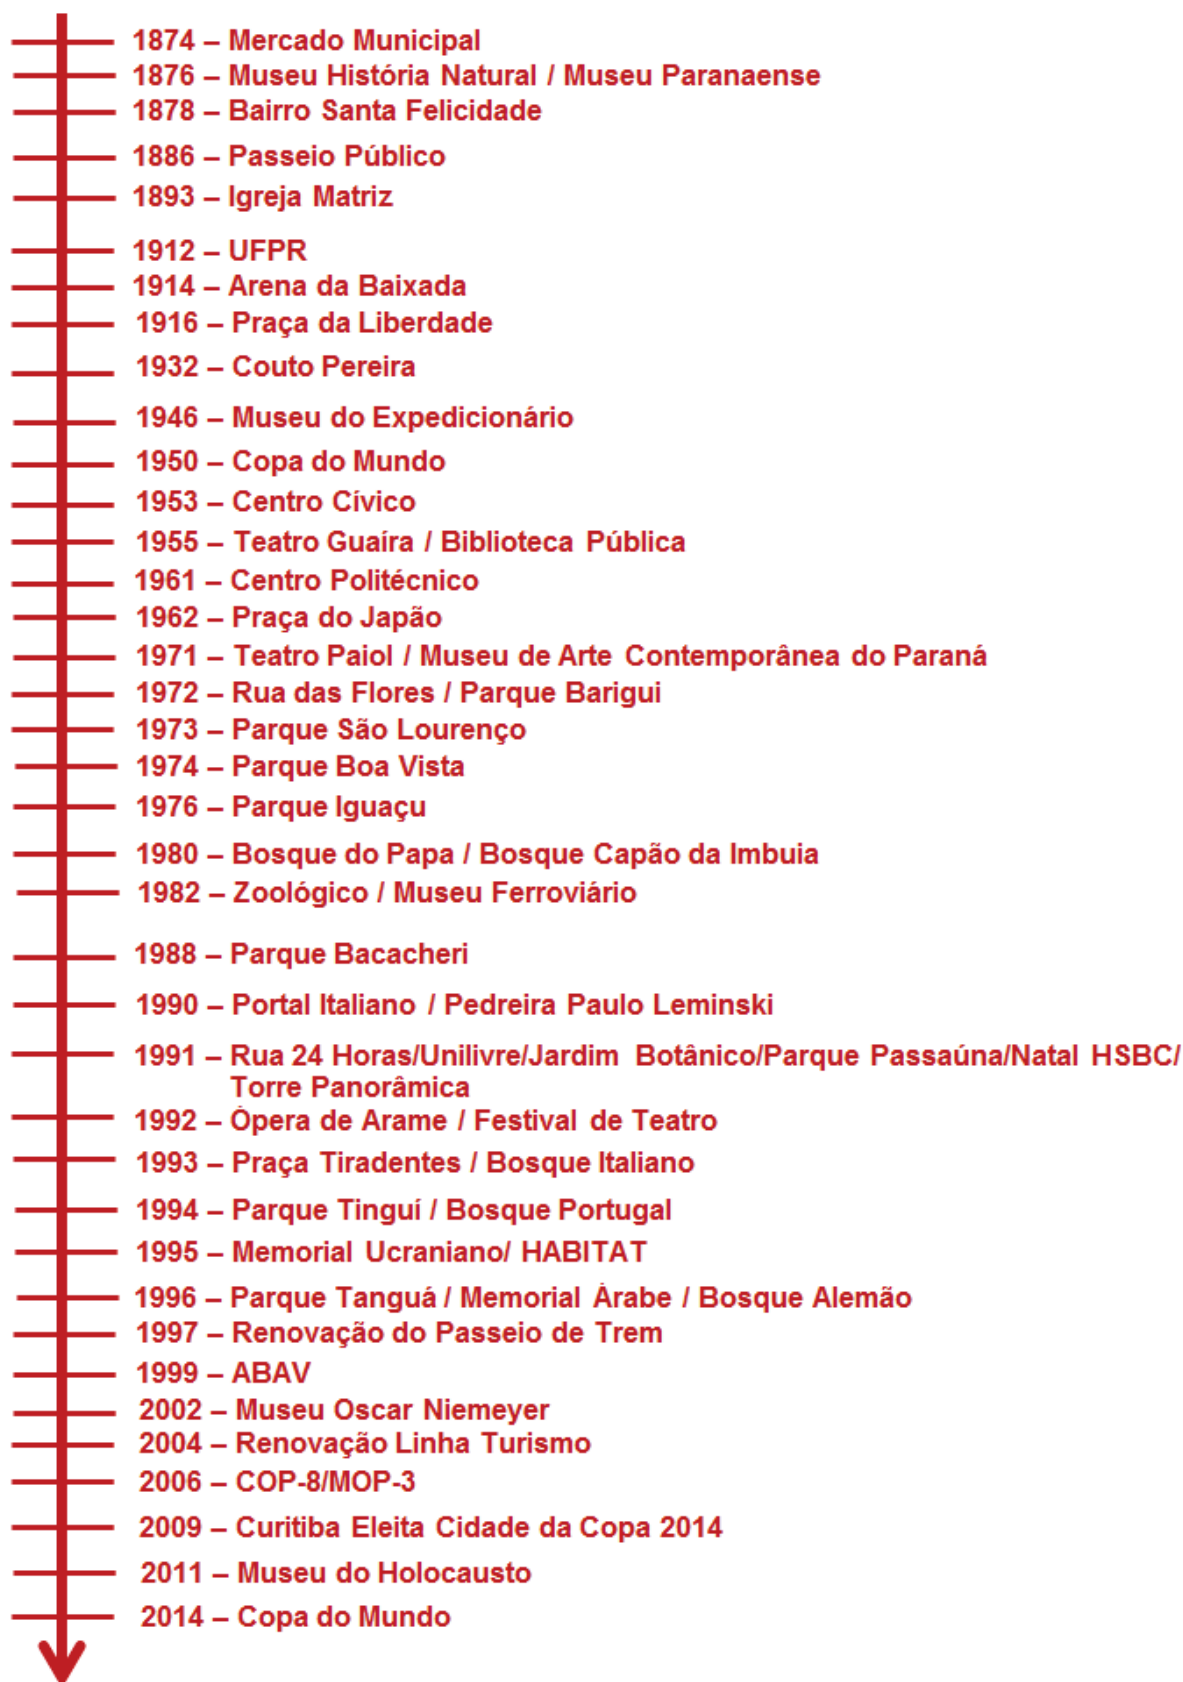 1874 – Mercado Municipal
1876 – Museu História Natural / Museu Paranaense
1878 – Bairro Santa Felicidade
1886 – Passeio Público
1893 – Igreja Matriz
1912 – UFPR
1914 – Arena da Baixada
1916 – Praça da Liberdade
1932 – Couto Pereira
1946 – Museu do Expedicionário
1950 – Copa do Mundo
1953 – Centro Cívico
1955 – Teatro Guaíra / Biblioteca Pública
1961 – Centro Politécnico
1962 – Praça do Japão
1971 – Teatro Paiol / Museu de Arte Contemporânea do Paraná
1972 – Rua das Flores / Parque Barigui
1973 – Parque São Lourenço
1974 – Parque Boa Vista
1976 – Parque Iguaçu
1980 – Bosque do Papa / Bosque Capão da Imbuia
1982 – Zoológico / Museu Ferroviário
1988 – Parque Bacacheri
1990 – Portal Italiano / Pedreira Paulo Leminski
1991 – Rua 24 Horas/Unilivre/Jardim Botânico/Parque Passaúna/Natal HSBC/
Torre Panorâmica
1992 – Ópera de Arame / Festival de Teatro
1993 – Praça Tiradentes / Bosque Italiano
1994 – Parque Tinguí / Bosque Portugal
1995 – Memorial Ucraniano/ HABITAT
1996 – Parque Tanguá / Memorial Árabe / Bosque Alemão
1997 – Renovação do Passeio de Trem
1999 – ABAV
2002 – Museu Oscar Niemeyer
2004 – Renovação Linha Turismo
2006 – COP-8/MOP-3
2009 – Curitiba Eleita Cidade da Copa 2014
2011 – Museu do Holocausto
2014 – Copa do Mundo